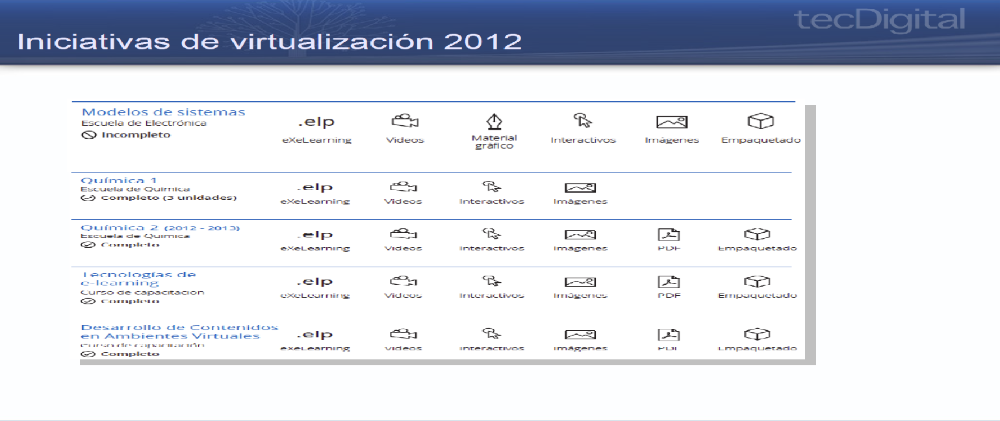 tecDigital
Iniciativas de virtualización 2012
Modelos de sistemas
Escuela de Electrónica
Incompleto
.elp
eXeLearning
Videos
Material
gráfico
Interactivos
Imágenes
Empaquetado
Química 1
Escuela de Química
Completo (3 unidades)
.elp
eXeLearning
Videos
Interactivos
Imágenes
Química 2 (2012 - 2013)
Escuela de Química
Completo
.elp
eXeLearning
Videos
Interactivos
Imágenes
PDF
Empaquetado
Tecnologías de
e-learning
Curso de capacitación
Completo
.elp
eXeLearning
Videos
Interactivos
Imágenes
PDF
Empaquetado
Desarrollo de Contenidos
en Ambientes Virtuales
Curso de capacitación
Completo
.elp
eXeLearning
Videos
Interactivos
Imágenes
PDF
Empaquetado